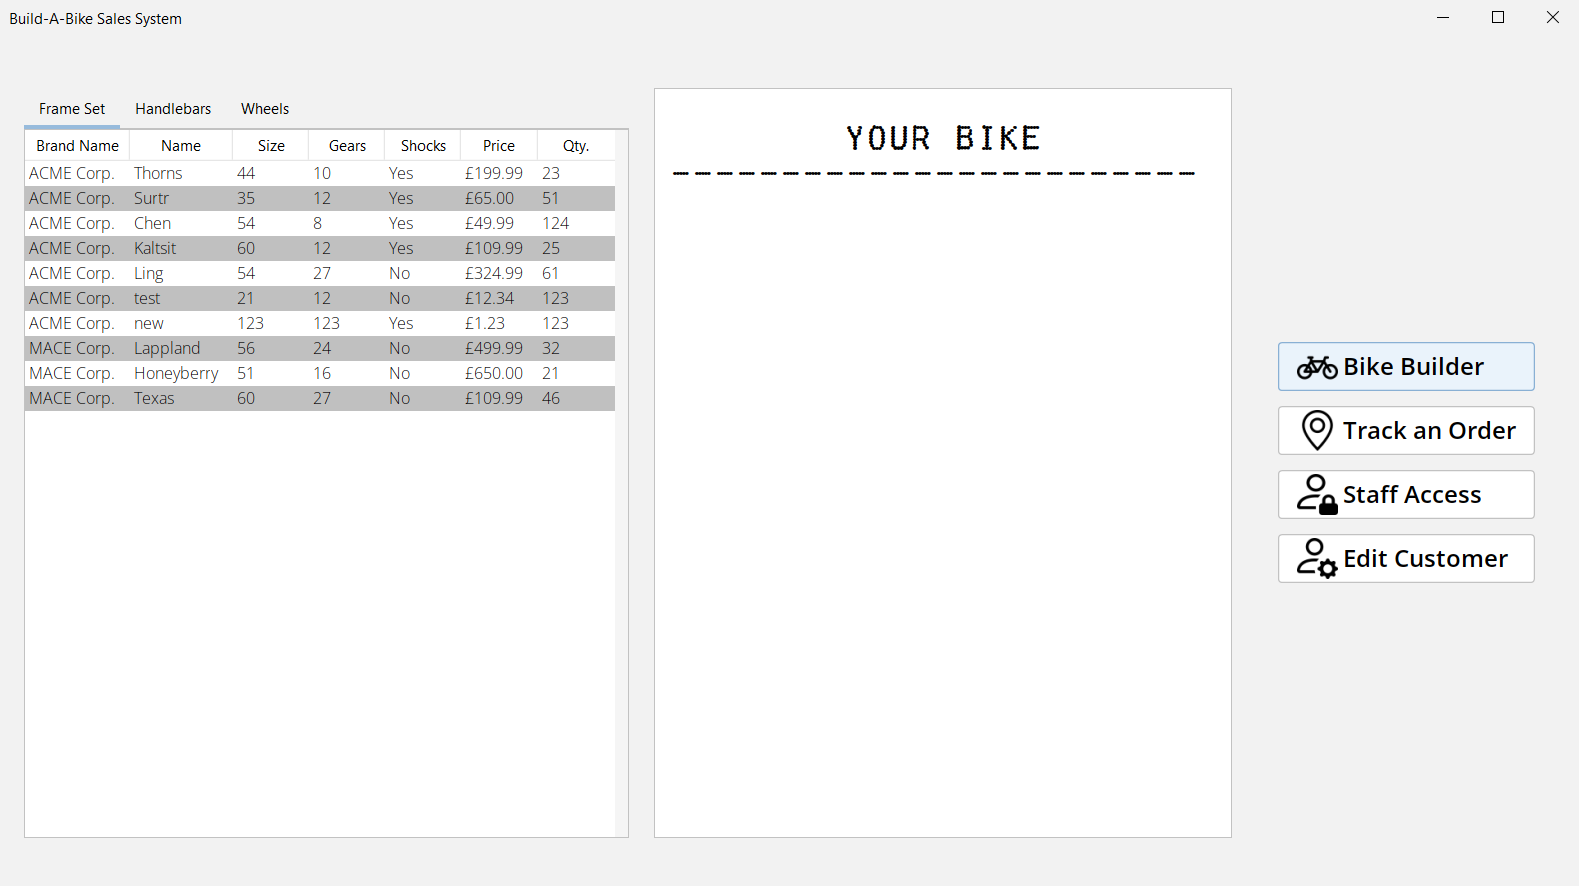 Build-A-Bike Sales System
Frame Set Handlebars Wheels
Brand Name Name Size Gears Shocks Price Qty.
ACME Corp. Thorns 44 10 Yes £199.99 23
ACME Corp. Surtr 35 12 Yes £65.00 51
ACME Corp. Chen 54 8 Yes £49.99 124
ACME Corp. Kaltsit 60 12 Yes £109.99 25
ACME Corp. Ling 54 27 No £324.99 61
ACME Corp. test 21 12 No £12.34 123
ACME Corp. new 123 123 Yes £1.23 123
MACE Corp. Lappland 56 24 No £499.99 32
MACE Corp. Honeyberry 51 16 No £650.00 21
MACE Corp. Texas 60 27 No £109.99 46
YOUR BIKE
------------------------
Bike Builder
Track an Order
Staff Access
Edit Customer